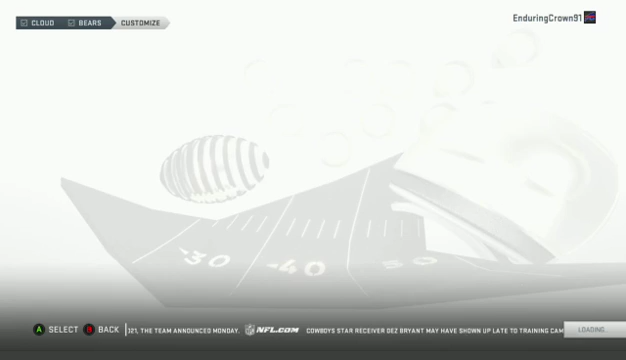 CLOUD BEARS CUSTOMIZE
EnduringCrown91
30 40 50
A SELECT B BACK
THE TEAM ANNOUNCED MONDAY. NFL NFL.COM COWBOYS STAR RECEIVER DEZ BRYANT MAY HAVE SHOWN UP LATE TO TRAINING CAM
LOADING